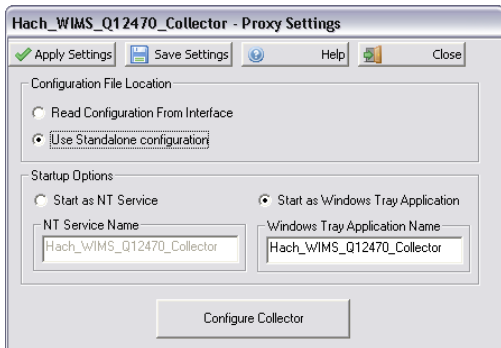 Hach_WIMS_Q12470_Collector - Proxy Settings
Apply Settings Save Settings Help Close
Configuration File Location
Read Configuration From Interface
Use Standalone configuration
Startup Options
Start as NT Service Start as Windows Tray Application
NT Service Name Windows Tray Application Name
Hach_WIMS_Q12470_Collector Hach_WIMS_Q12470_Collector
Configure Collector